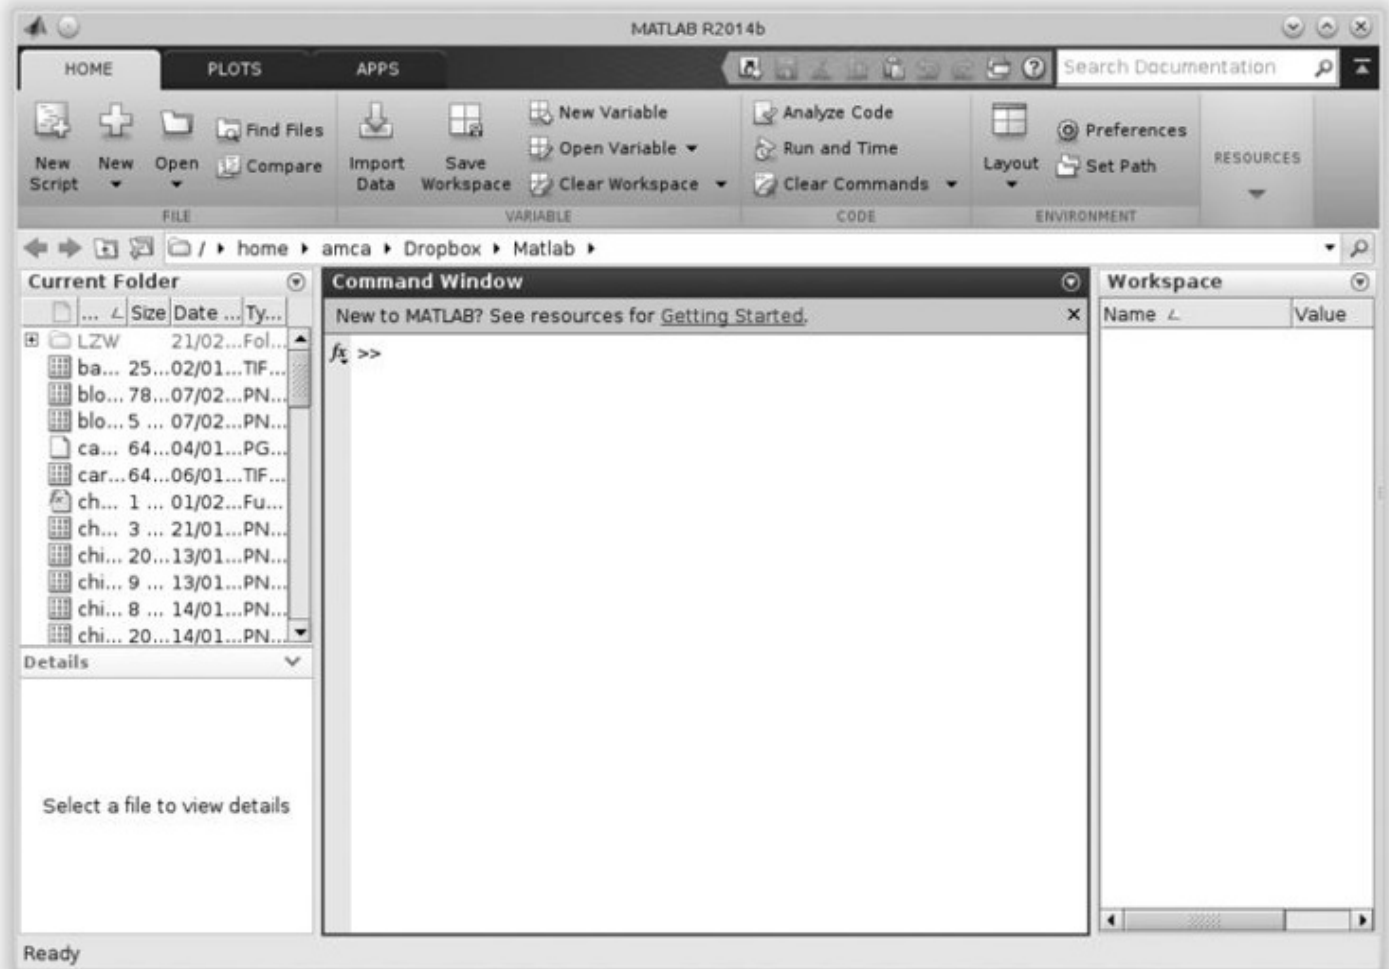 MATLAB R2014b
HOME PLOTS APPS Search Documentation
New Script New Open Find Files Compare
Import Data Save Workspace New Variable Open Variable Clear Workspace
Analyze Code Run and Time Clear Commands
Layout Preferences Set Path RESOURCES
FILE VARIABLE CODE ENVIRONMENT
/ home amca Dropbox Matlab
Current Folder
... Size Date ... Ty...
LZW 21/02...Fol...
ba... 25...02/01...TIF...
blo... 78...07/02...PN...
blo... 5 ... 07/02...PN...
ca... 64...04/01...PG...
car...64...06/01...TIF...
ch... 1 ... 01/02...Fu...
ch... 3 ... 21/01...PN...
chi... 20...13/01...PN...
chi... 9 ... 13/01...PN...
chi... 8 ... 14/01...PN...
chi... 20...14/01...PN...
Details
Select a file to view details
Command Window
New to MATLAB? See resources for Getting Started.
fx >>
Workspace
Name Value
Ready